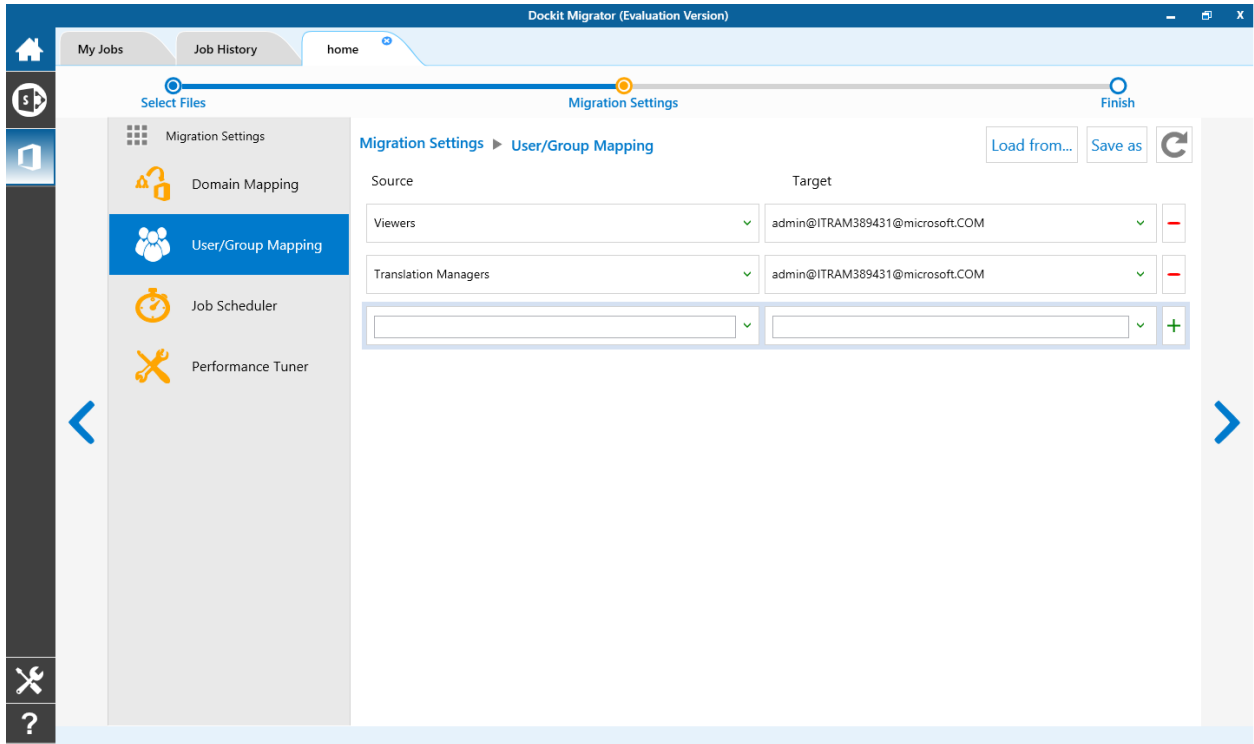 Dockit Migrator (Evaluation Version)
My Jobs
Job History
home
Select Files
Migration Settings
Finish
Migration Settings
Domain Mapping
User/Group Mapping
Job Scheduler
Performance Tuner
Migration Settings ▶ User/Group Mapping
Load from...
Save as
Source
Target
Viewers
admin@ITRAM389431@microsoft.COM
Translation Managers
admin@ITRAM389431@microsoft.COM